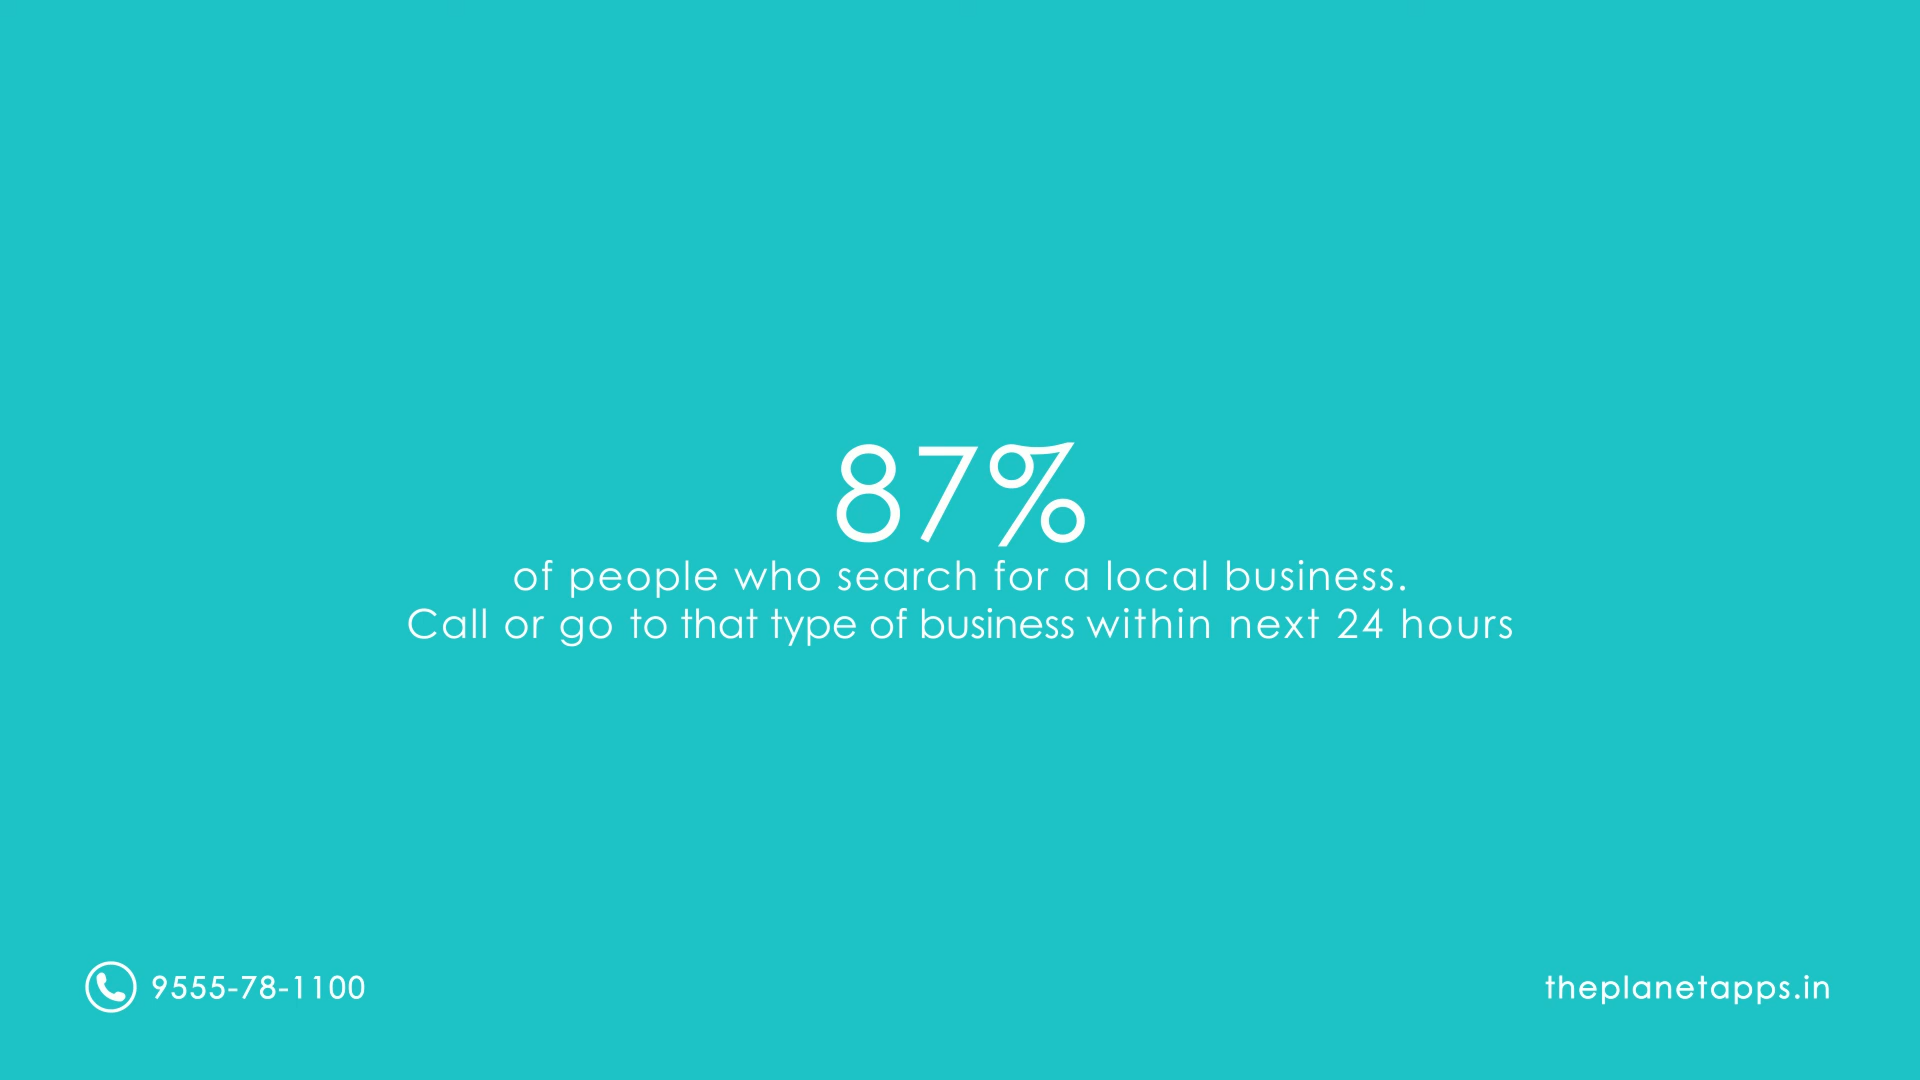 87%
of people who search for a local business.
Call or go to that type of business within next 24 hours
9555-78-1100
theplanetapps.in